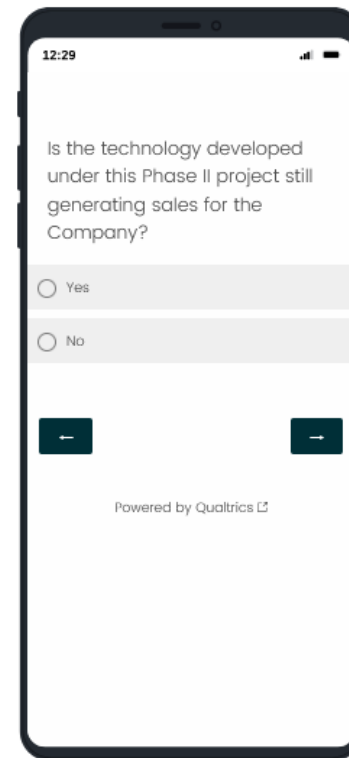 12:29
Is the technology developed
under this Phase II project still
generating sales for the
Company?
Yes
No
←
→
Powered by Qualtrics